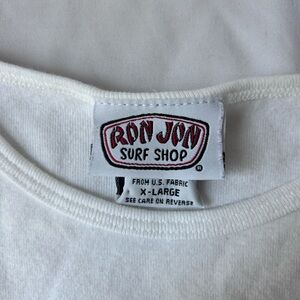 RON JON
SURF SHOP
®
FROM U.S. FABRIC
X-LARGE
SEE CARE ON REVERSE